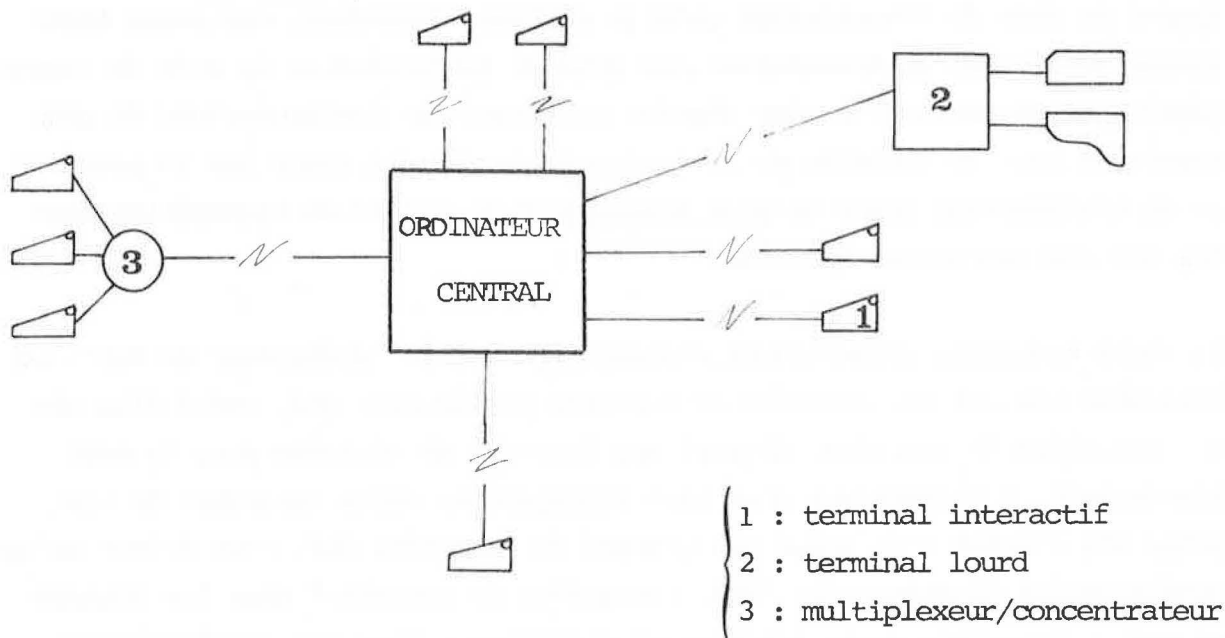 2
3
ORDINATEUR
CENTRAL
1
1 : terminal interactif
2 : terminal lourd
3 : multiplexeur/concentrateur